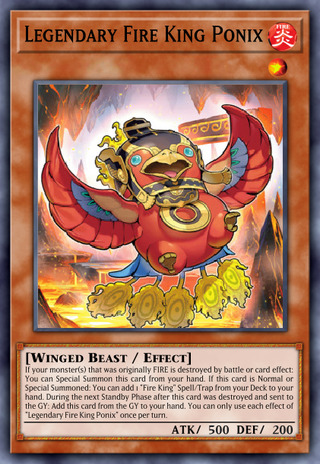 Legendary Fire King Ponix
FIRE
炎
[Winged Beast / Effect]
If your monster(s) that was originally FIRE is destroyed by battle or card effect:
You can Special Summon this card from your hand. If this card is Normal or
Special Summoned: You can add 1 "Fire King" Spell/Trap from your Deck to your
hand. During the next Standby Phase after this card was destroyed and sent to
the GY: Add this card from the GY to your hand. You can only use each effect of
"Legendary Fire King Ponix" once per turn.
ATK/ 500 DEF/ 200